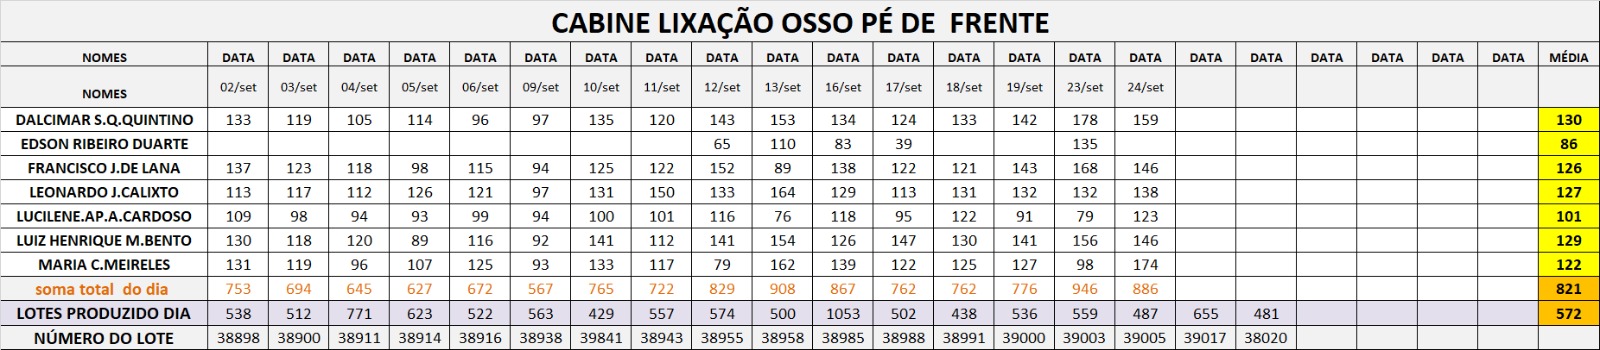 CABINE LIXAÇÃO OSSO PÉ DE FRENTE
NOMES DATA DATA DATA DATA DATA DATA DATA DATA DATA DATA DATA DATA DATA DATA DATA DATA DATA DATA DATA DATA DATA DATA MÉDIA
NOMES 02/set 03/set 04/set 05/set 06/set 09/set 10/set 11/set 12/set 13/set 16/set 17/set 18/set 19/set 23/set 24/set
DALCIMAR S.Q.QUINTINO 133 119 105 114 96 97 135 120 143 153 134 124 133 142 178 159 130
EDSON RIBEIRO DUARTE 65 110 83 39 135 86
FRANCISCO J.DE LANA 137 123 118 98 115 94 125 122 152 89 138 122 121 143 168 146 126
LEONARDO J.CALIXTO 113 117 112 126 121 97 131 150 133 164 129 113 131 132 132 138 127
LUCILENE.AP.A.CARDOSO 109 98 94 93 99 94 100 101 116 76 118 95 122 91 79 123 101
LUIZ HENRIQUE M.BENTO 130 118 120 89 116 92 141 112 141 154 126 147 130 141 156 146 129
MARIA C.MEIRELES 131 119 96 107 125 93 133 117 79 162 139 122 125 127 98 174 122
soma total do dia 753 694 645 627 672 567 765 722 829 908 867 762 762 776 946 886 821
LOTES PRODUZIDO DIA 538 512 771 623 522 563 429 557 574 500 1053 502 438 536 559 487 655 481 572
NÚMERO DO LOTE 38898 38900 38911 38914 38916 38938 39841 38943 38955 38958 38985 38988 38991 39000 39003 39005 39017 38020